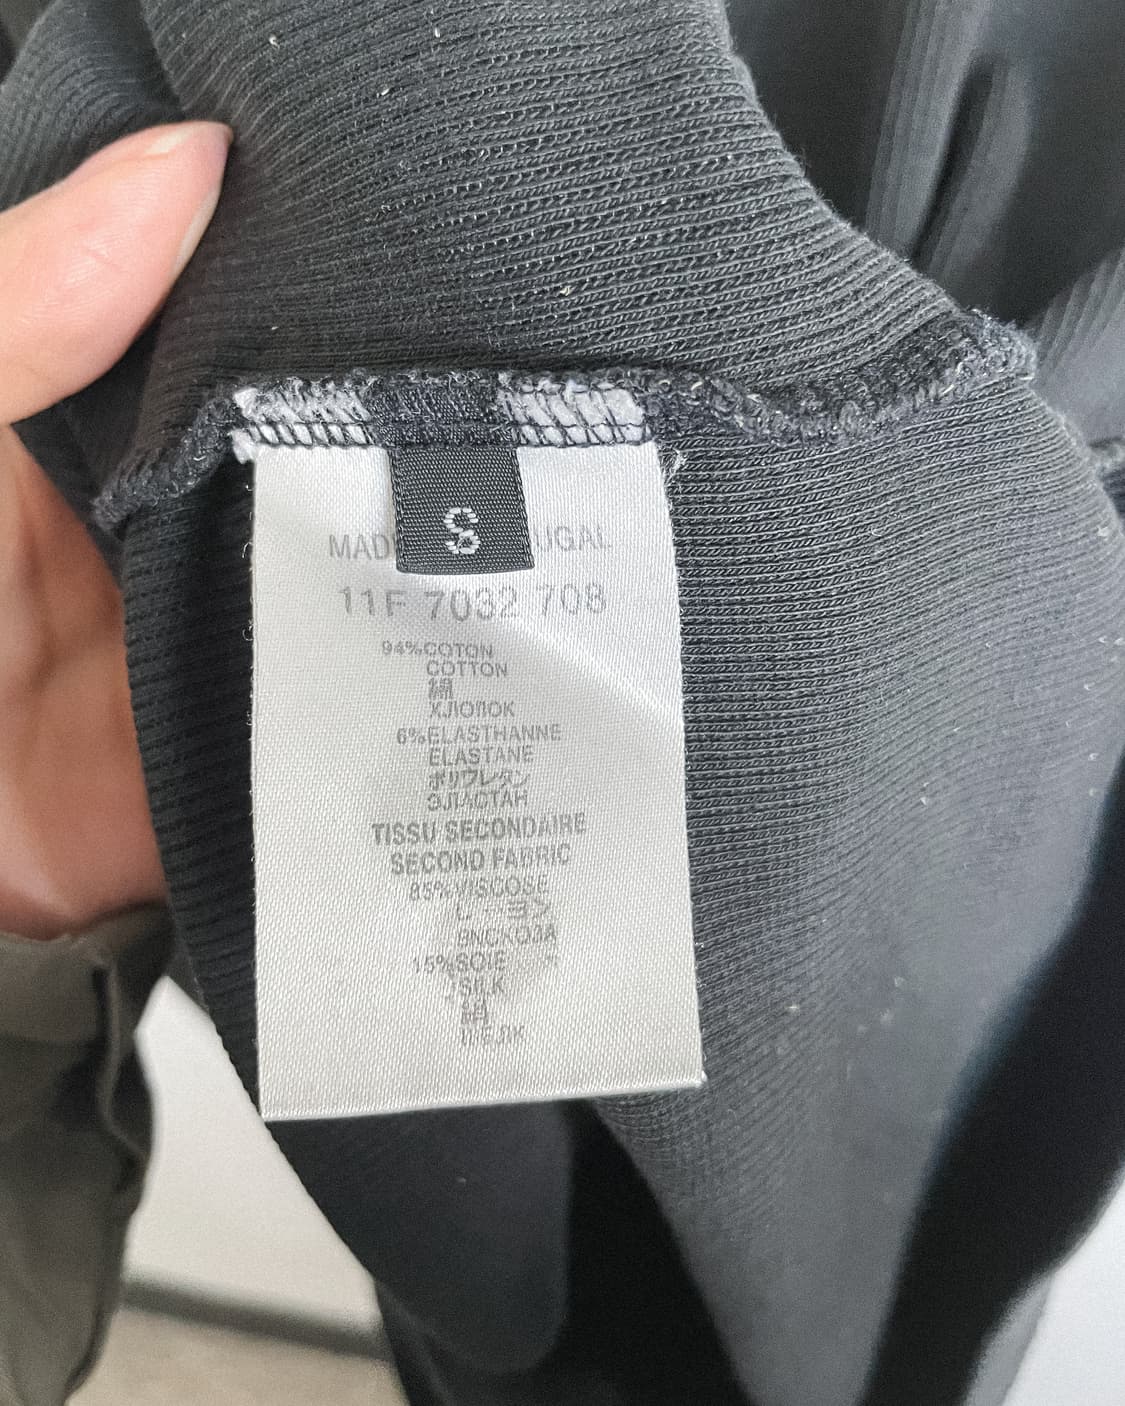 S
MAD UGAL
11F 7032 708
94%COTON
COTTON
綿
ХЛОПОК
6%ELASTHANNE
ELASTANE
ポリウレタン
ЭЛАСТАН
TISSU SECONDAIRE
SECOND FABRIC
85%VISCOSE
レーヨン
ВИСКОЗА
15%SOIE
SILK
絹
ШЕЛК